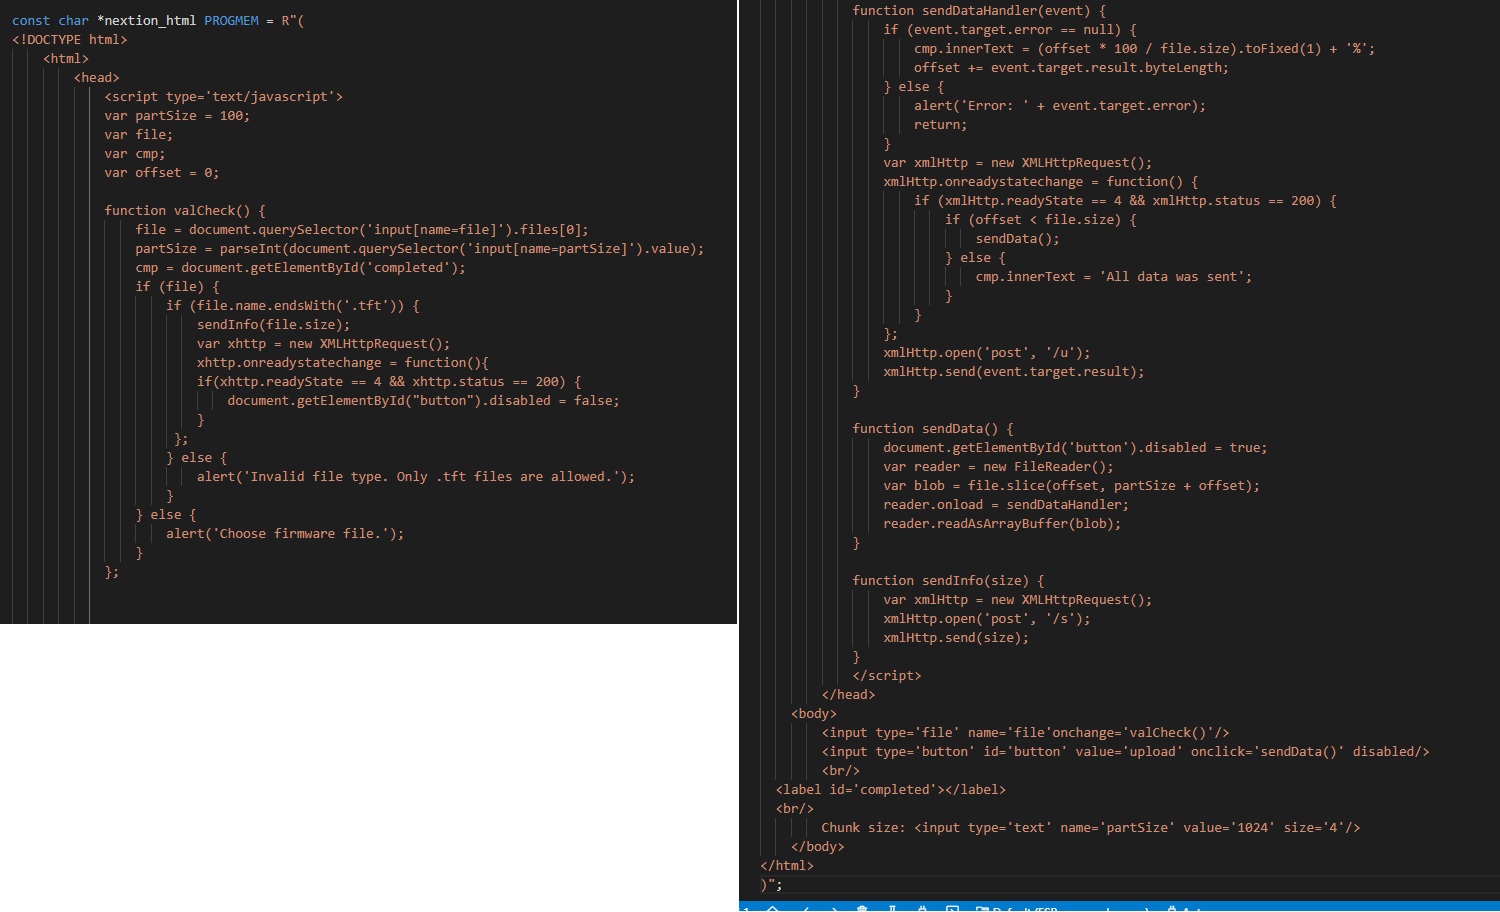 const char *nextion_html PROGMEM = R"(
<!DOCTYPE html>
<html>
<head>
<script type='text/javascript'>
var partSize = 100;
var file;
var cmp;
var offset = 0;
function valCheck() {
file = document.querySelector('input[name=file]').files[0];
partSize = parseInt(document.querySelector('input[name=partSize]').value);
cmp = document.getElementById('completed');
if (file) {
if (file.name.endsWith('.tft')) {
sendInfo(file.size);
var xhttp = new XMLHttpRequest();
xhttp.onreadystatechange = function(){
if(xhttp.readyState == 4 && xhttp.status == 200) {
document.getElementById("button").disabled = false;
}
};
} else {
alert('Invalid file type. Only .tft files are allowed.');
}
} else {
alert('Choose firmware file.');
}
};
function sendDataHandler(event) {
if (event.target.error == null) {
cmp.innerText = (offset * 100 / file.size).toFixed(1) + '%';
offset += event.target.result.byteLength;
} else {
alert('Error: ' + event.target.error);
return;
}
var xmlHttp = new XMLHttpRequest();
xmlHttp.onreadystatechange = function() {
if (xmlHttp.readyState == 4 && xmlHttp.status == 200) {
if (offset < file.size) {
sendData();
} else {
cmp.innerText = 'All data was sent';
}
}
};
xmlHttp.open('post', '/u');
xmlHttp.send(event.target.result);
}
function sendData() {
document.getElementById('button').disabled = true;
var reader = new FileReader();
var blob = file.slice(offset, partSize + offset);
reader.onload = sendDataHandler;
reader.readAsArrayBuffer(blob);
}
function sendInfo(size) {
var xmlHttp = new XMLHttpRequest();
xmlHttp.open('post', '/s');
xmlHttp.send(size);
}
</script>
</head>
<body>
<input type='file' name='file'onchange='valCheck()'/>
<input type='button' id='button' value='upload' onclick='sendData()' disabled/>
<br/>
<label id='completed'></label>
<br/>
Chunk size: <input type='text' name='partSize' value='1024' size='4'/>
</body>
</html>
)";